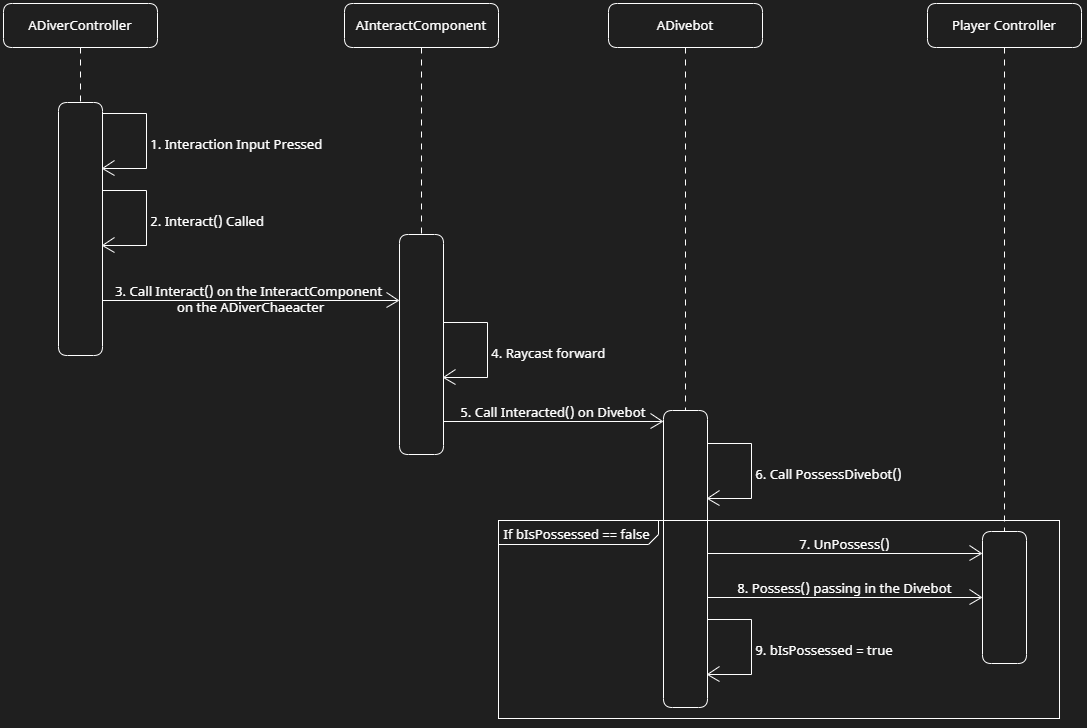 ADiverController
AInteractComponent
ADivebot
Player Controller
1. Interaction Input Pressed
2. Interact() Called
3. Call Interact() on the InteractComponent
on the ADiverChaeacter
4. Raycast forward
5. Call Interacted() on Divebot
6. Call PossessDivebot()
If bIsPossessed == false
7. UnPossess()
8. Possess() passing in the Divebot
9. bIsPossessed = true